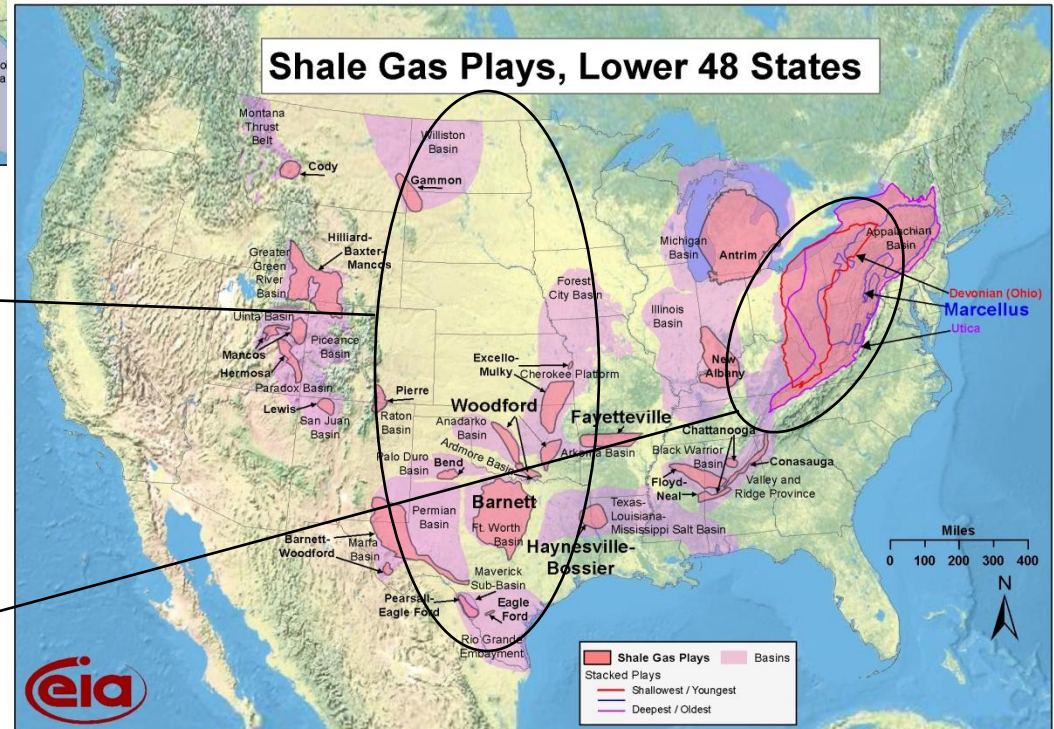 Shale Gas Plays, Lower 48 States
Montana
Thrust
Belt
Cody
Williston
Basin
Gammon
Hilliard-
Baxter-
Mancos
Greater
Green
River
Basin
Uinta Basin
Piceance
Basin
Mancos
Hermosa
Paradox Basin
Lewis
San Juan
Basin
Pierre
Raton
Basin
Forest
City Basin
Excello-
Mulky
Cherokee Platform
Woodford
Anadarko
Basin
Ardmore Basin
Palo Duro
Basin
Bend
Fayetteville
Arkoma Basin
Michigan
Basin
Antrim
Illinois
Basin
New
Albany
Appalachian
Basin
Devonian (Ohio)
Marcellus
Utica
Chattanooga
Black Warrior
Basin
Conasauga
Floyd-
Neal
Valley and
Ridge Province
Permian
Basin
Barnett
Ft. Worth
Basin
Texas-
Louisiana-
Mississippi Salt Basin
Haynesville-
Bossier
Barnett-
Woodford
Marfa
Basin
Maverick
Sub-Basin
Pearsall-
Eagle Ford
Eagle
Ford
Rio Grande
Embayment
Miles
0 100 200 300 400
N
Shale Gas Plays
Basins
Stacked Plays
Shallowest / Youngest
Deepest / Oldest
eia